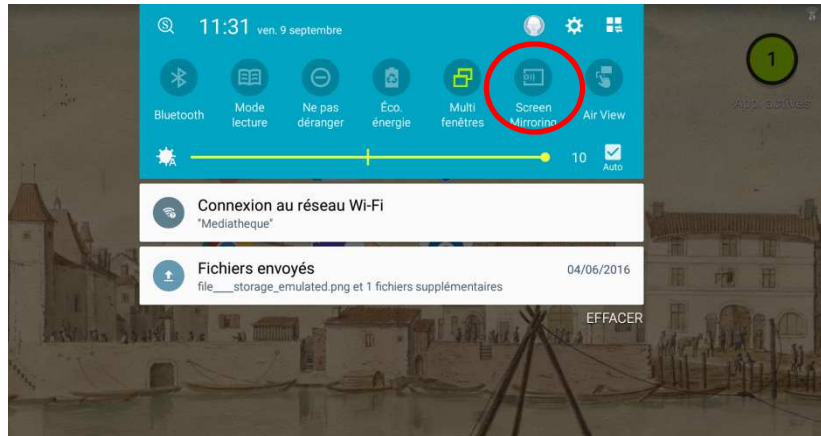 11:31 ven. 9 septembre
Bluetooth
Mode
lecture
Ne pas
déranger
Éco.
énergie
Multi
fenêtres
Screen
Mirroring
Air View
A
10
Auto
Connexion au réseau Wi-Fi
"Mediatheque"
Fichiers envoyés
04/06/2016
file___storage_emulated.png et 1 fichiers supplémentaires
EFFACER
1
App. actives